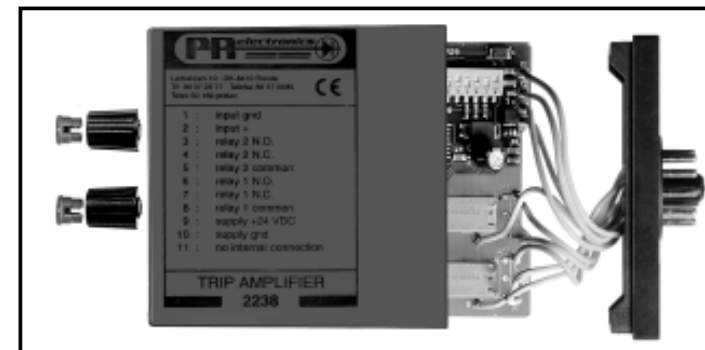 PR electronics
CE
1 : input gnd
2 : input +
3 : relay 2 N.O.
4 : relay 2 N.C.
5 : relay 2 common
6 : relay 1 N.O.
7 : relay 1 N.C.
8 : relay 1 common
9 : supply +24 VDC
10 : supply gnd
11 : no internal connection
TRIP AMPLIFIER
2238